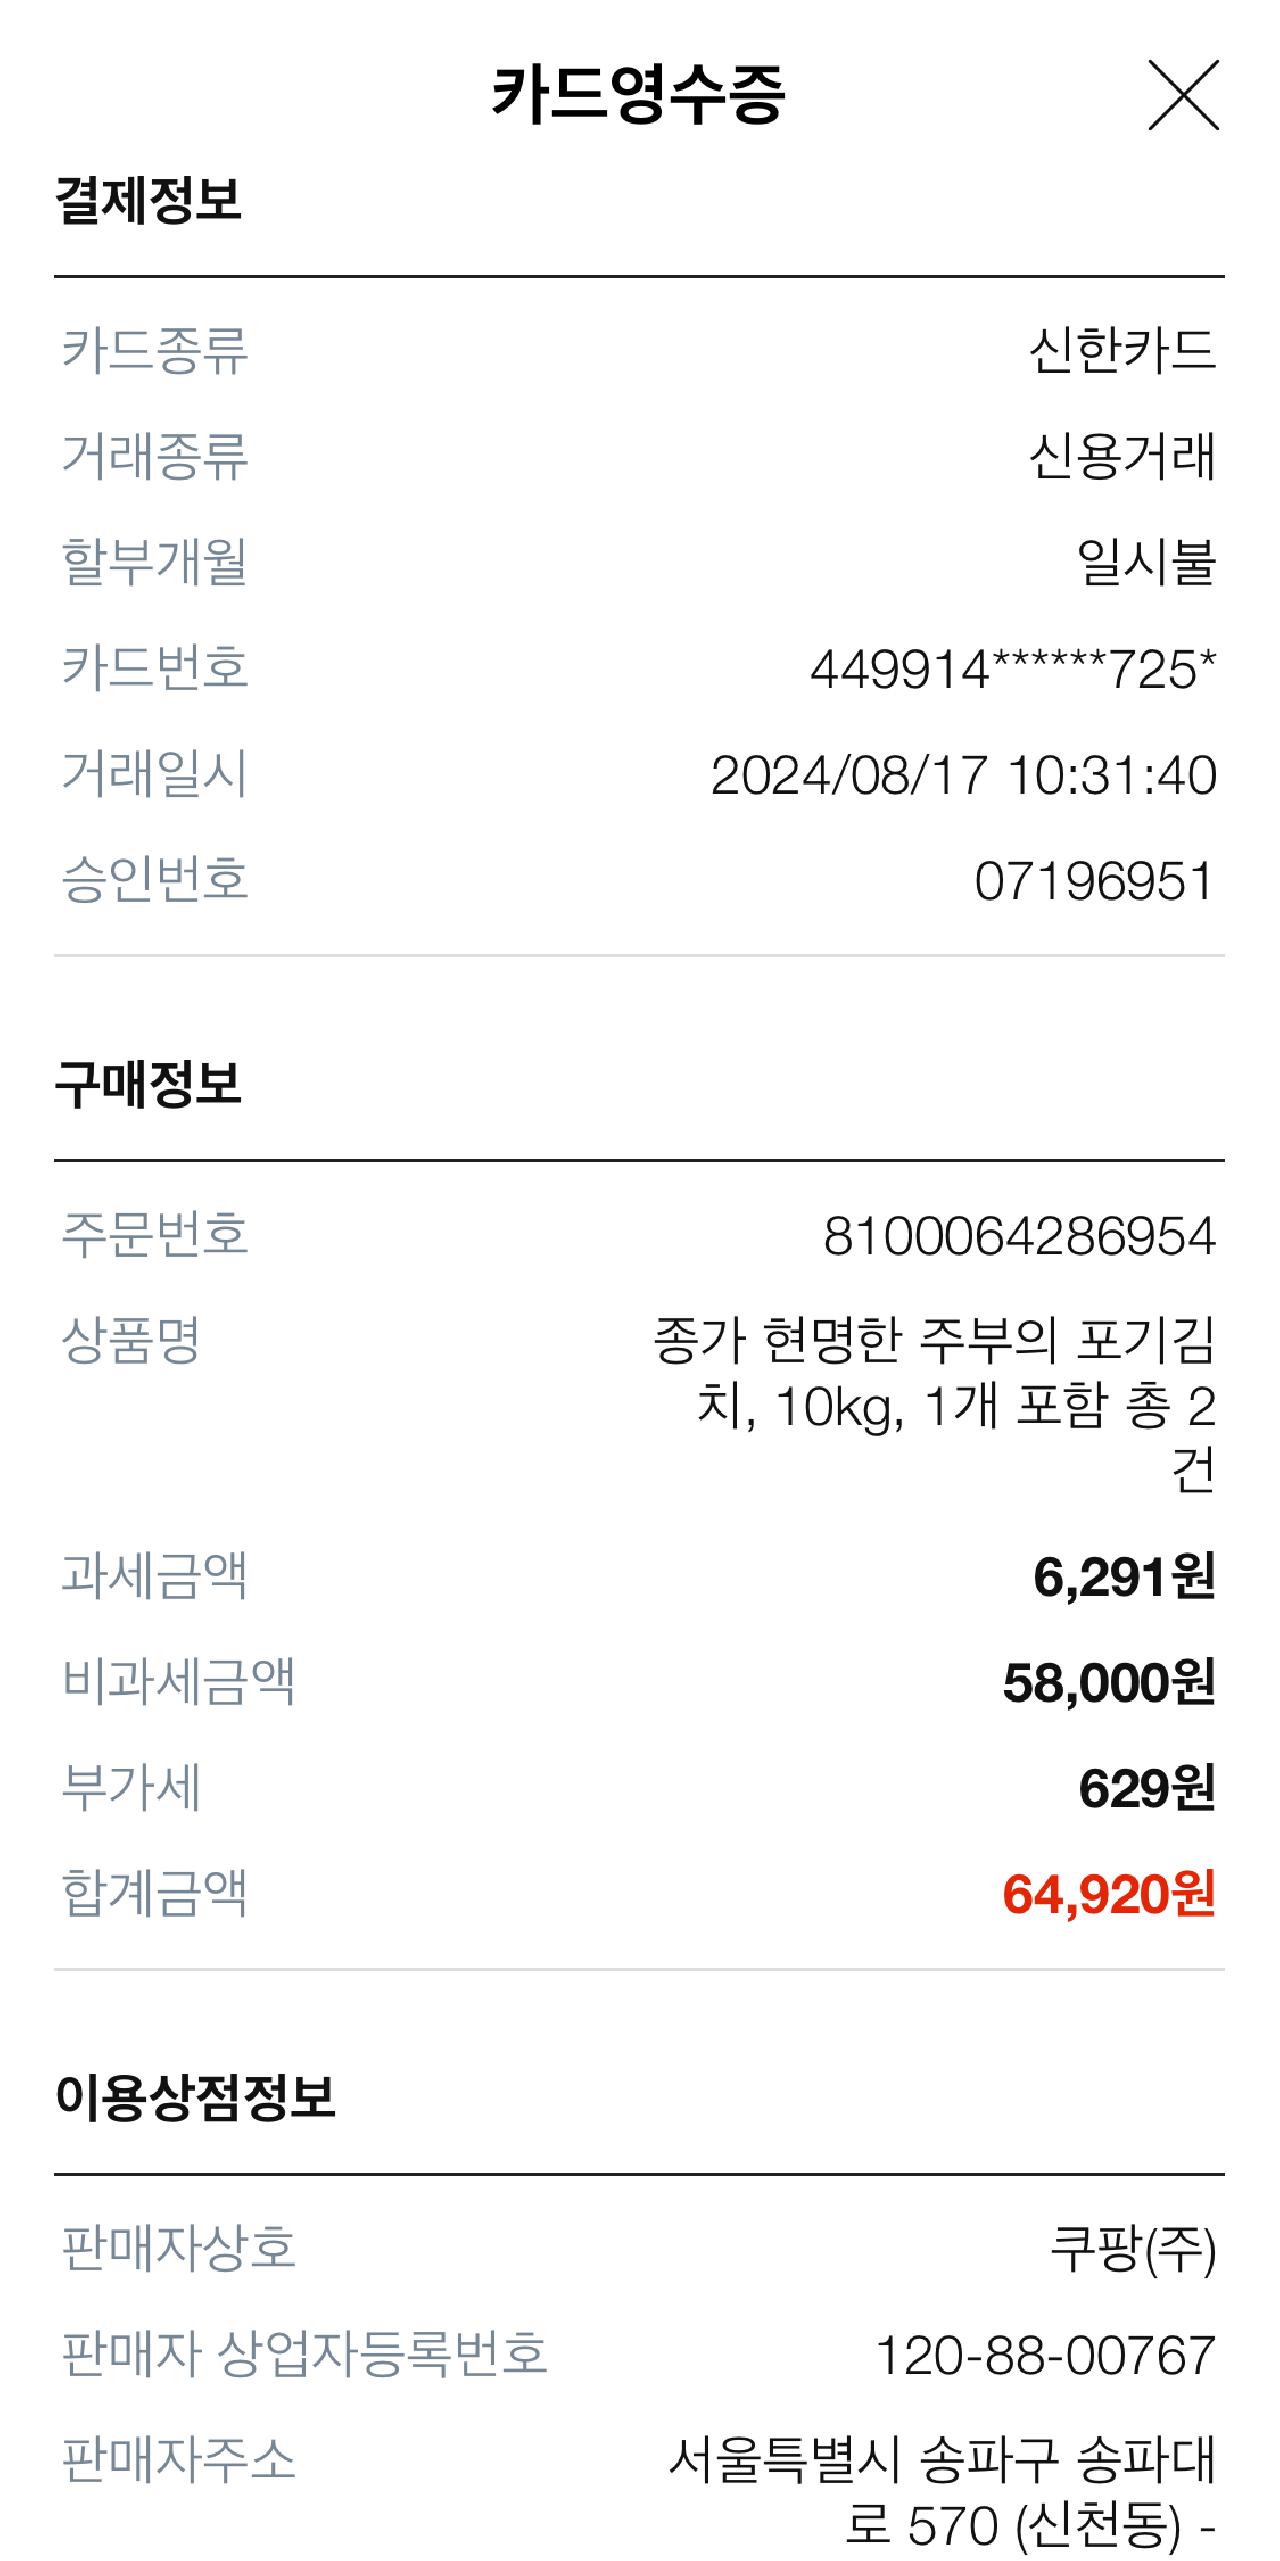 카드영수증
결제정보
카드종류 신한카드
거래종류 신용거래
할부개월 일시불
카드번호 449914******725*
거래일시 2024/08/17 10:31:40
승인번호 07196951
구매정보
주문번호 8100064286954
상품명 종가 현명한 주부의 포기김
치, 10kg, 1개 포함 총 2
건
과세금액 6,291원
비과세금액 58,000원
부가세 629원
합계금액 64,920원
이용상점정보
판매자상호 쿠팡(주)
판매자 상업자등록번호 120-88-00767
판매자주소 서울특별시 송파구 송파대
로 570 (신천동) -